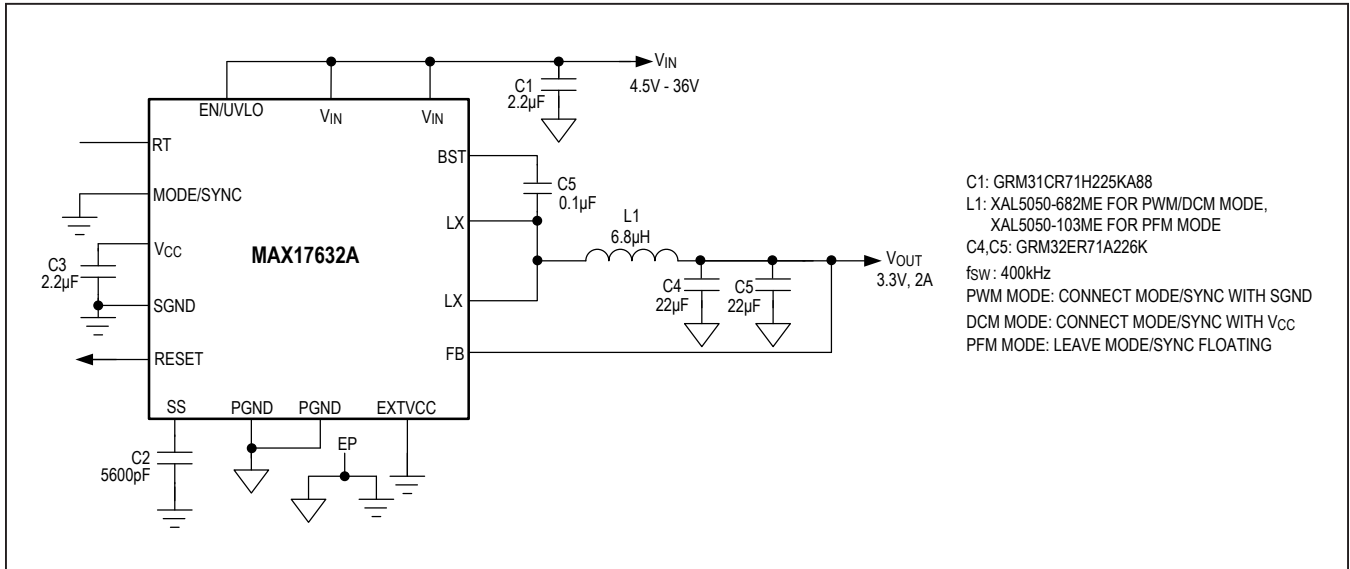 VIN
4.5V - 36V
C1
2.2µF
EN/UVLO
VIN
VIN
RT
BST
C5
0.1µF
MODE/SYNC
LX
L1
6.8µH
VCC
MAX17632A
C3
2.2µF
VOUT
3.3V, 2A
C4
22µF
C5
22µF
SGND
LX
RESET
FB
SS
PGND
PGND
EXTVCC
C2
5600pF
EP
C1: GRM31CR71H225KA88
L1: XAL5050-682ME FOR PWM/DCM MODE,
XAL5050-103ME FOR PFM MODE
C4,C5: GRM32ER71A226K
fSW : 400kHz
PWM MODE: CONNECT MODE/SYNC WITH SGND
DCM MODE: CONNECT MODE/SYNC WITH VCC
PFM MODE: LEAVE MODE/SYNC FLOATING